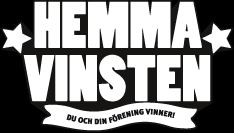 HEMMA
VINSTEN
DU OCH DIN FÖRENING VINNER!